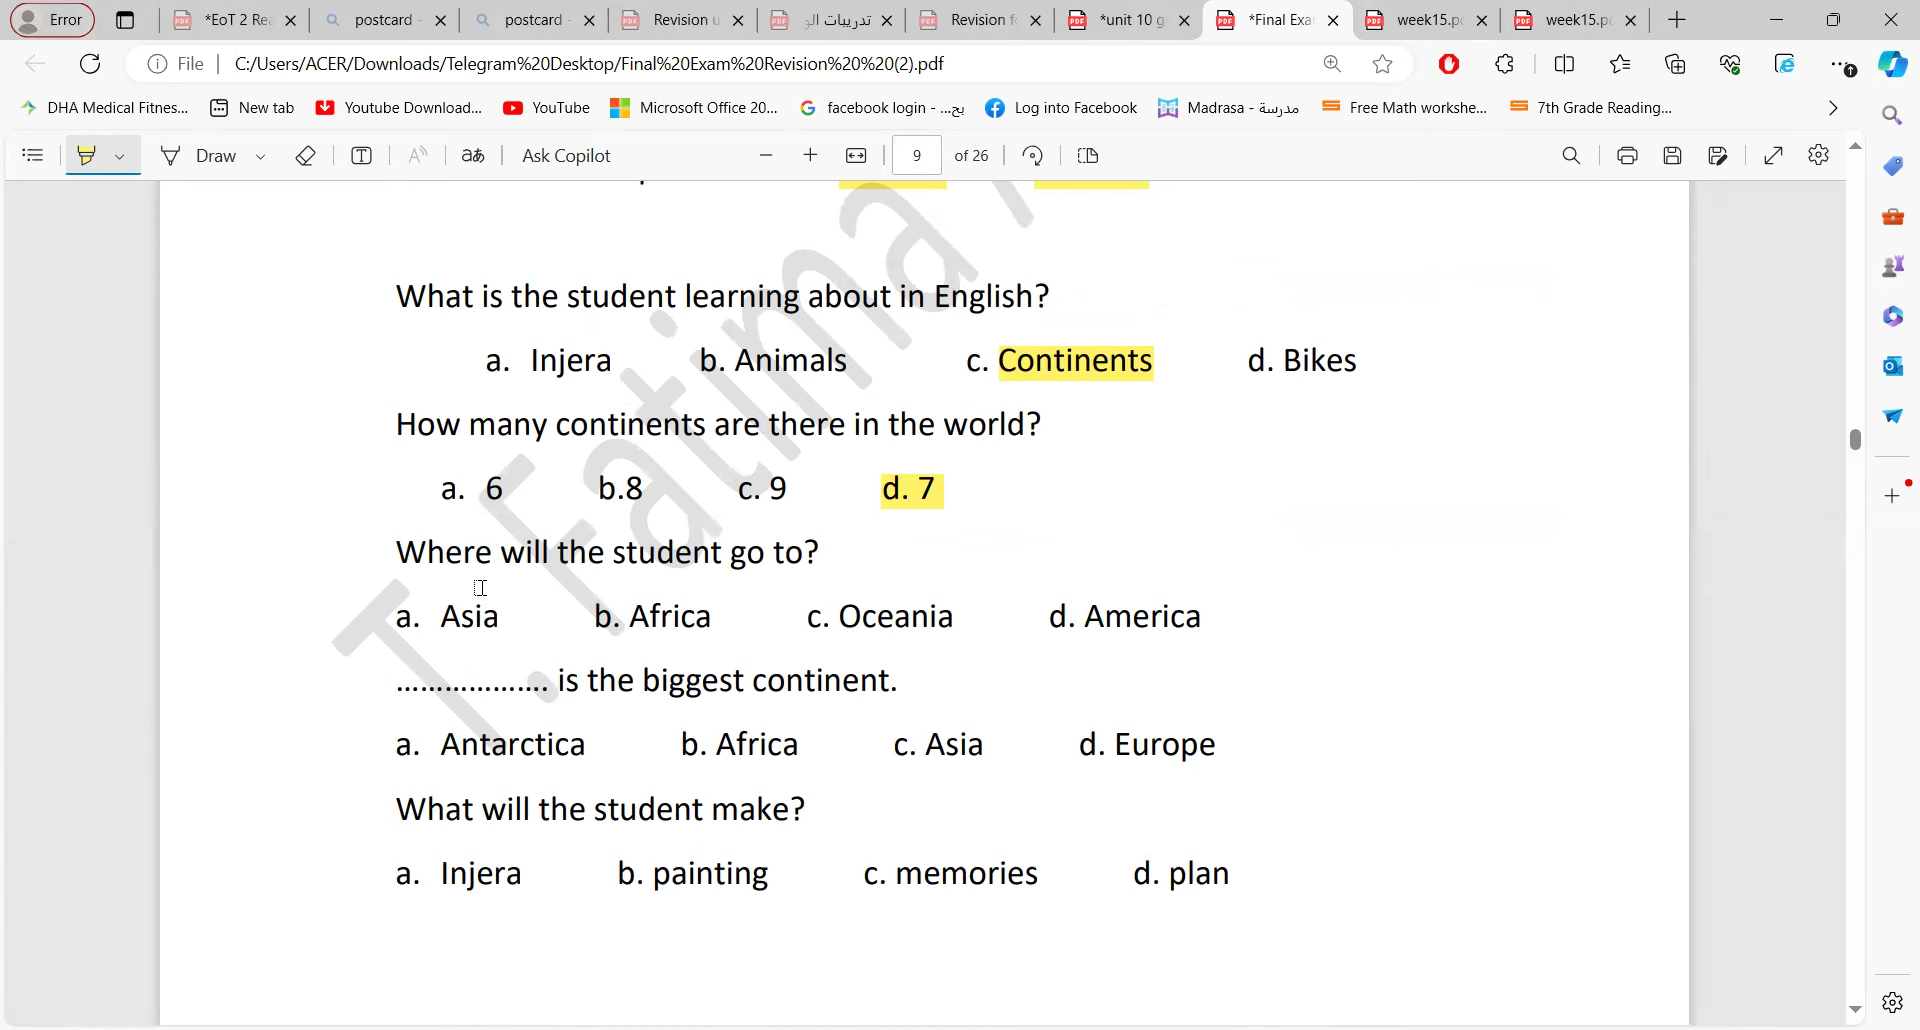 Error
*EoT 2 Re
postcard -
postcard -
Revision u
تدريبات الو
Revision fo
*unit 10 g
*Final Exa
week15.p
week15.p
File
C:/Users/ACER/Downloads/Telegram%20Desktop/Final%20Exam%20Revision%20%20(2).pdf
DHA Medical Fitnes...
New tab
Youtube Download...
YouTube
Microsoft Office 20...
facebook login - بح...
Log into Facebook
Madrasa - مدرسة
Free Math workshe...
7th Grade Reading...
Draw
Ask Copilot
9
of 26
What is the student learning about in English?
a. Injera b. Animals c. Continents d. Bikes
How many continents are there in the world?
a. 6 b.8 c. 9 d. 7
Where will the student go to?
a. Asia b. Africa c. Oceania d. America
................... is the biggest continent.
a. Antarctica b. Africa c. Asia d. Europe
What will the student make?
a. Injera b. painting c. memories d. plan
T. Fatima